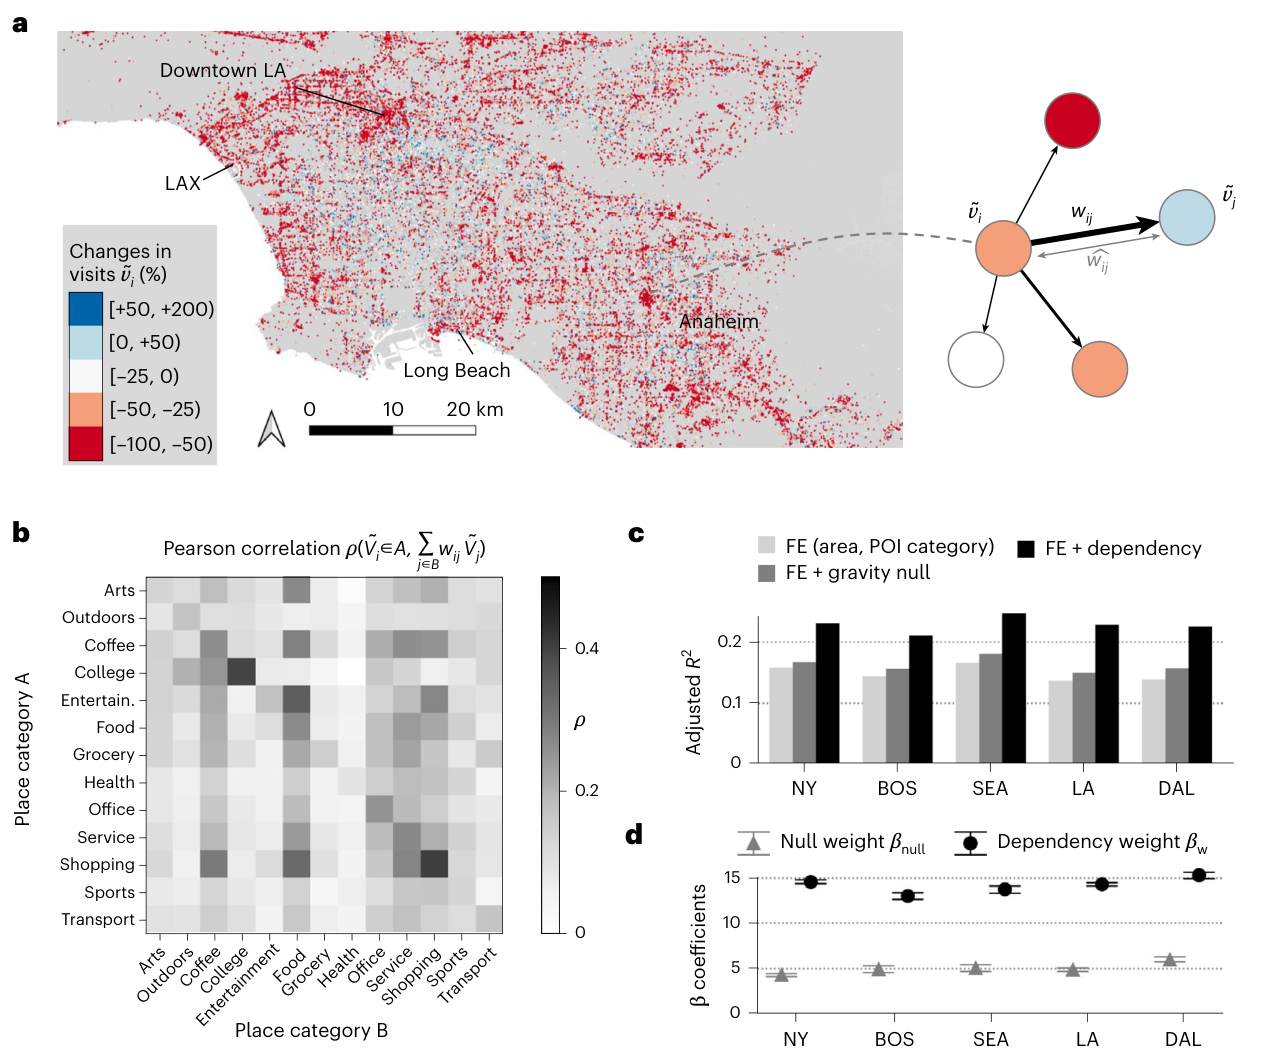 a
Downtown LA
LAX
Changes in
visits ṽi (%)
[+50, +200)
[0, +50)
[−25, 0)
[−50, −25)
[−100, −50)
Anaheim
Long Beach
0 10 20 km
ṽi
wij
ṽj
ŵij
b
Pearson correlation ρ(Ṽi∈A, ∑j∈B wij Ṽj)
Place category A
Arts
Outdoors
Coffee
College
Entertain.
Food
Grocery
Health
Office
Service
Shopping
Sports
Transport
Arts
Outdoors
Coffee
College
Entertainment
Food
Grocery
Health
Office
Service
Shopping
Sports
Transport
Place category B
0.4
ρ
0.2
0
c
FE (area, POI category)
FE + dependency
FE + gravity null
Adjusted R²
0.2
0.1
0
NY BOS SEA LA DAL
d
Null weight βnull
Dependency weight βw
β coefficients
15
10
5
0
NY BOS SEA LA DAL